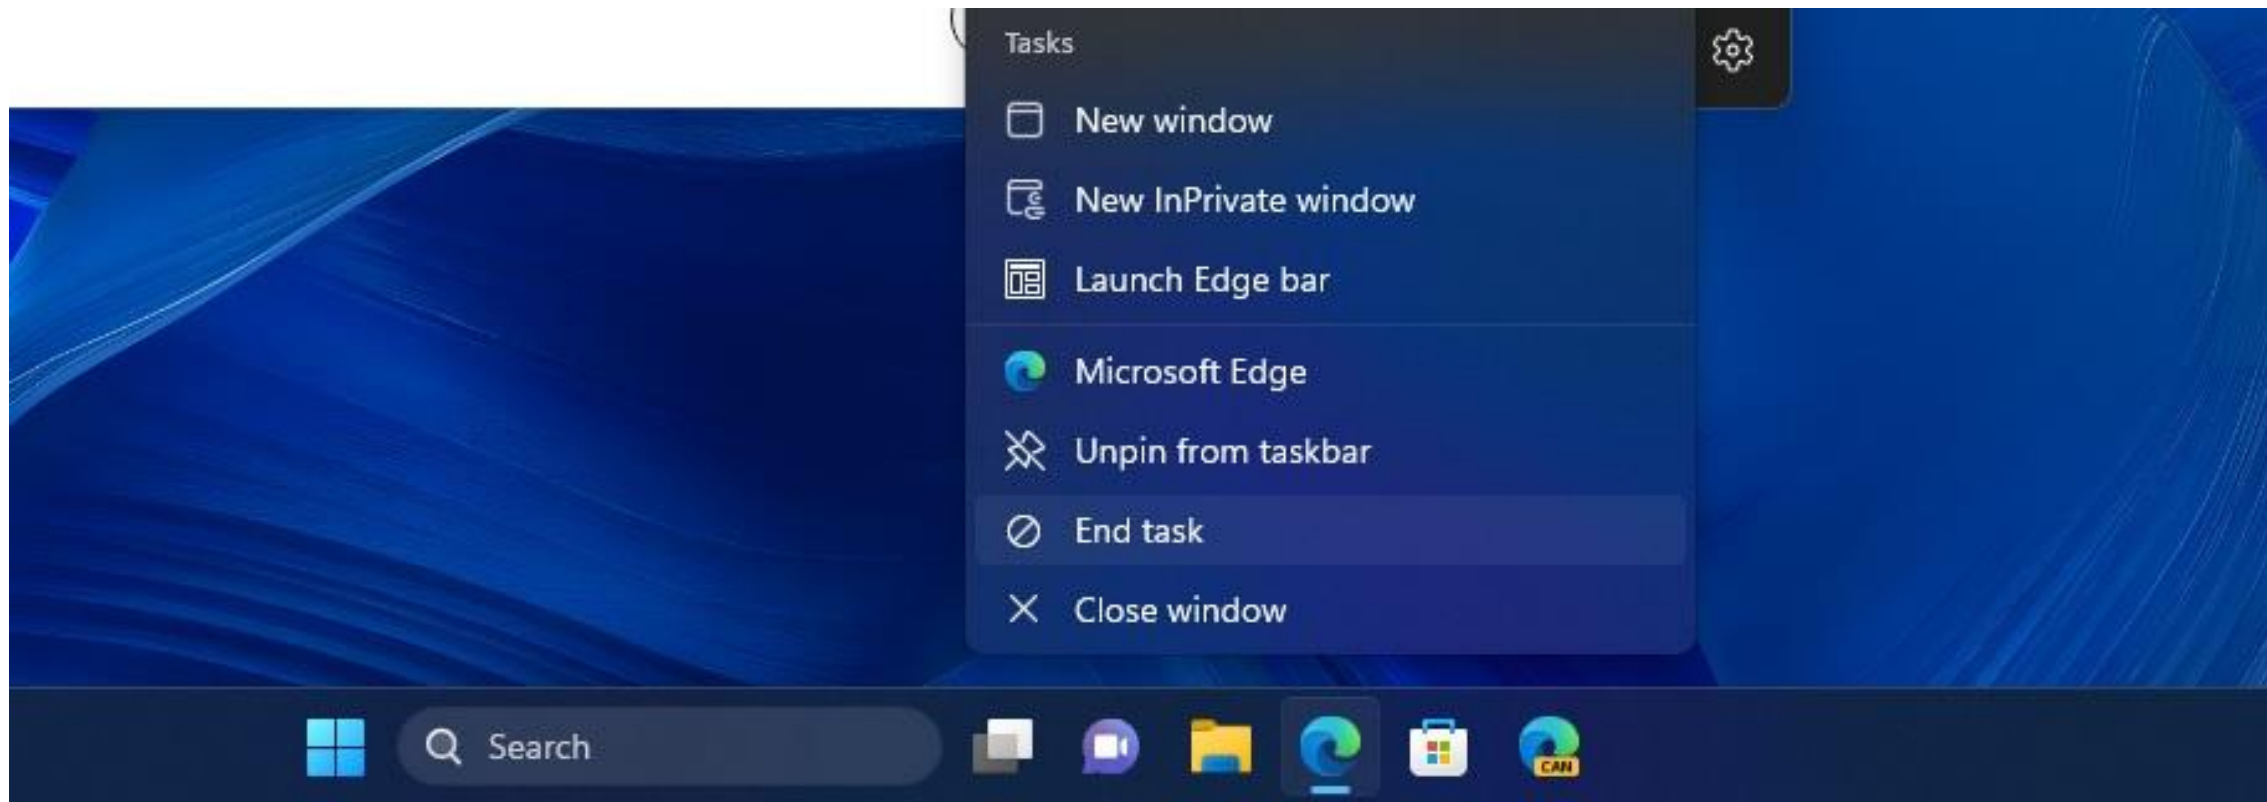 Tasks
New window
New InPrivate window
Launch Edge bar
Microsoft Edge
Unpin from taskbar
End task
Close window
Search
CAN